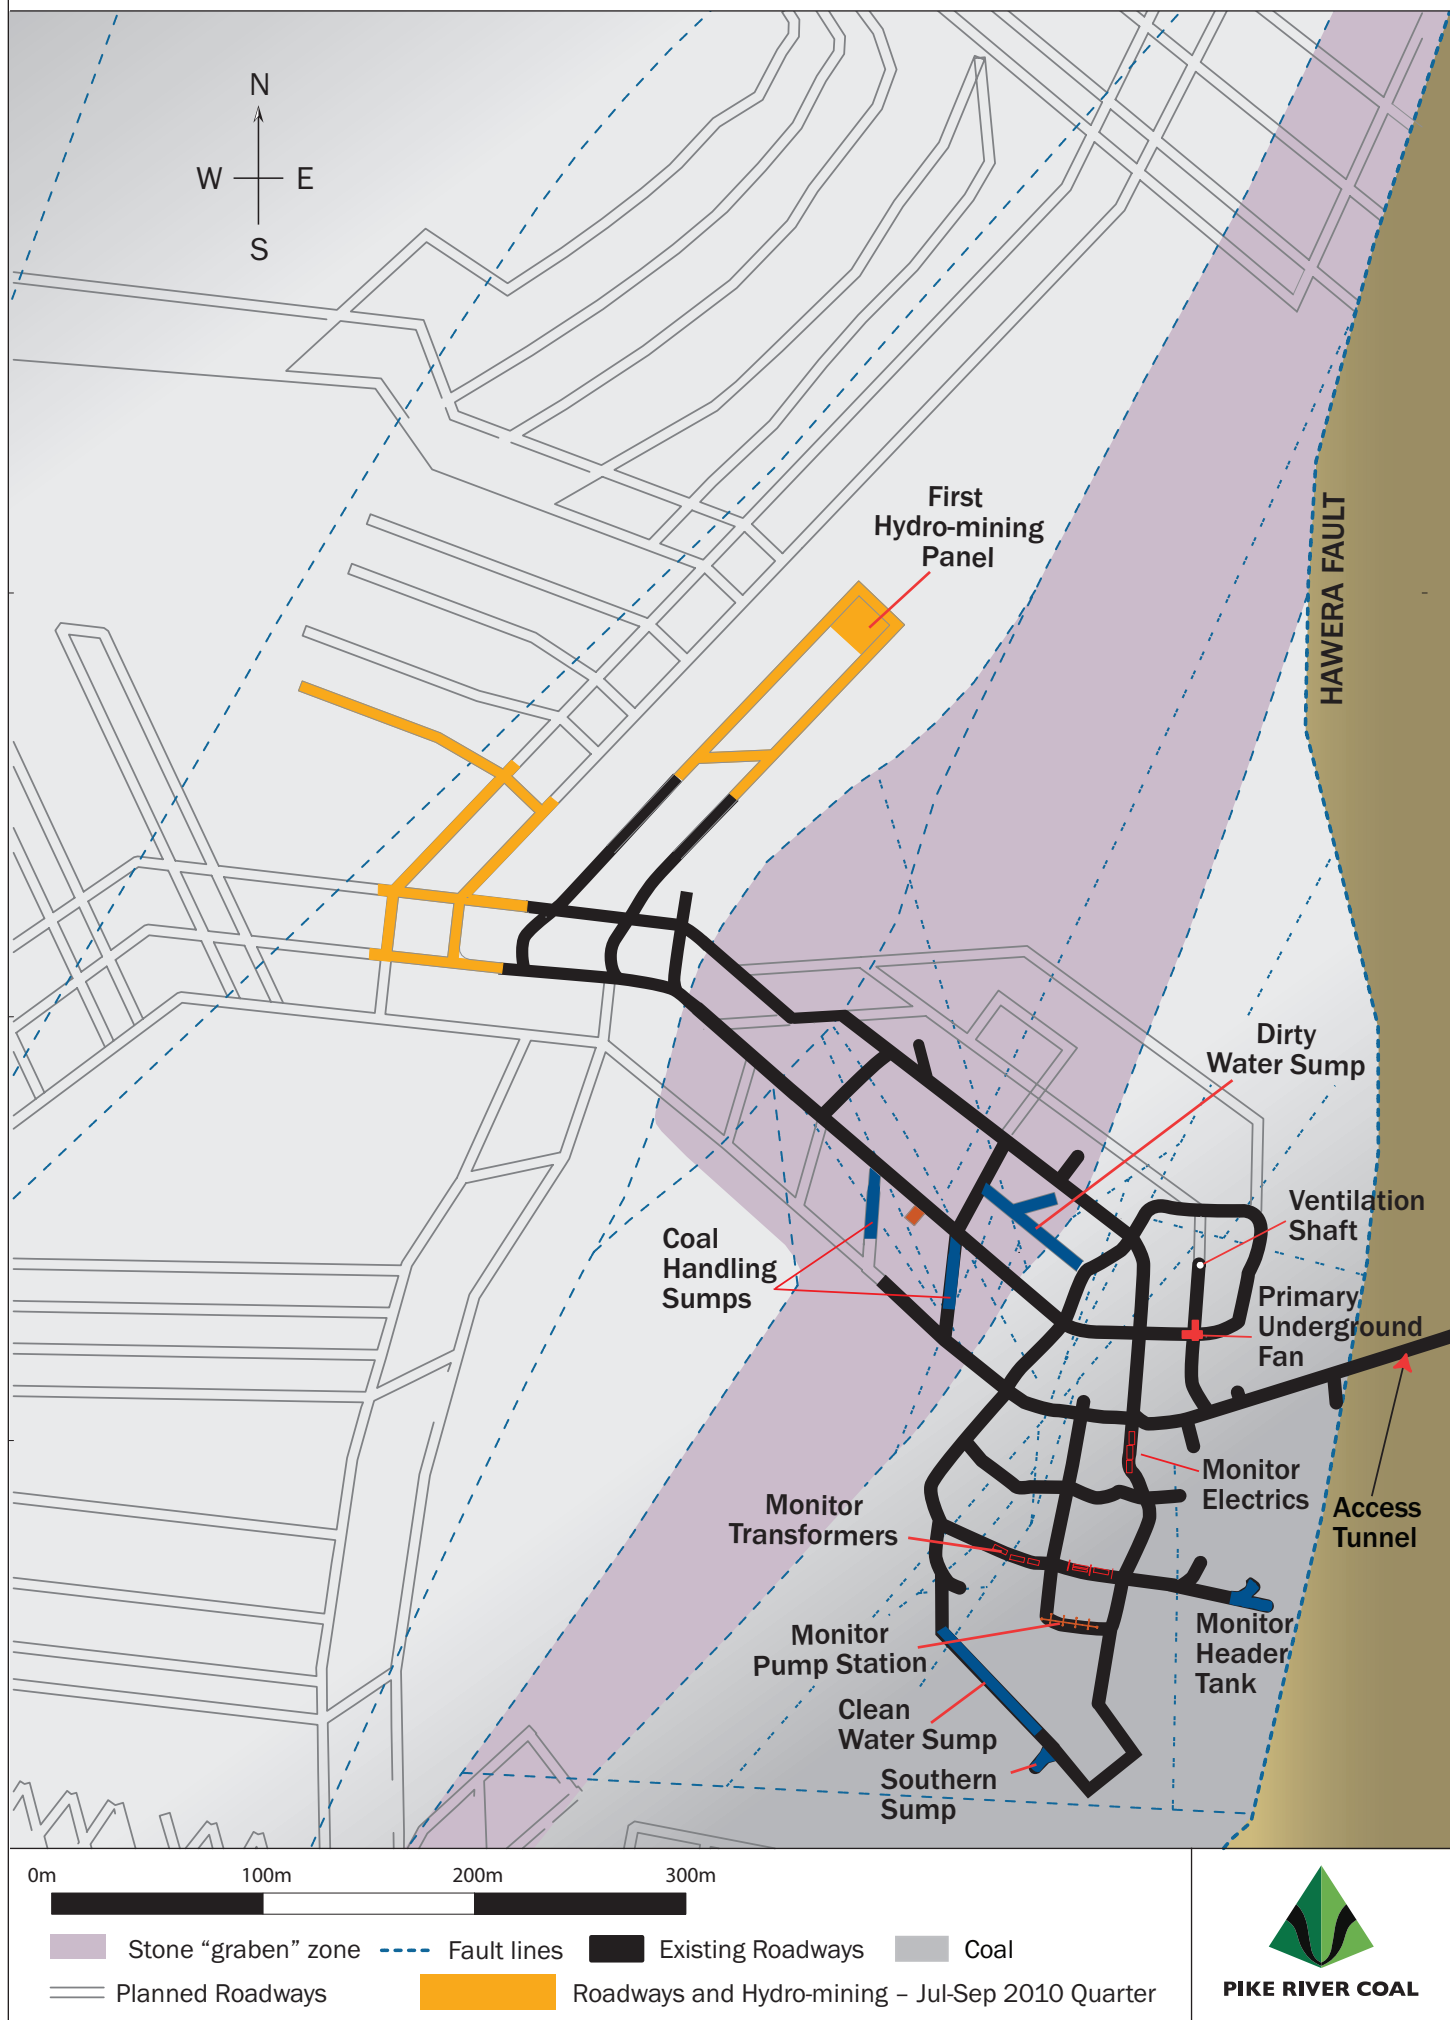 N
W E
S
First
Hydro-mining
Panel
HAWERA FAULT
Dirty
Water Sump
Ventilation
Shaft
Coal
Handling
Sumps
Primary
Underground
Fan
Monitor
Electrics
Access
Tunnel
Monitor
Transformers
Monitor
Header
Tank
Monitor
Pump Station
Clean
Water Sump
Southern
Sump
0m 100m 200m 300m
Stone “graben” zone Fault lines Existing Roadways Coal
Planned Roadways Roadways and Hydro-mining – Jul-Sep 2010 Quarter
PIKE RIVER COAL